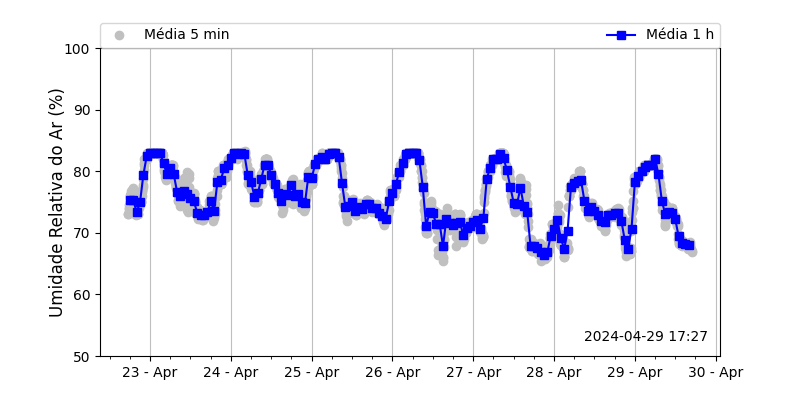 Média 5 min Média 1 h
Umidade Relativa do Ar (%)
100
90
80
70
60
50
2024-04-29 17:27
23 - Apr 24 - Apr 25 - Apr 26 - Apr 27 - Apr 28 - Apr 29 - Apr 30 - Apr